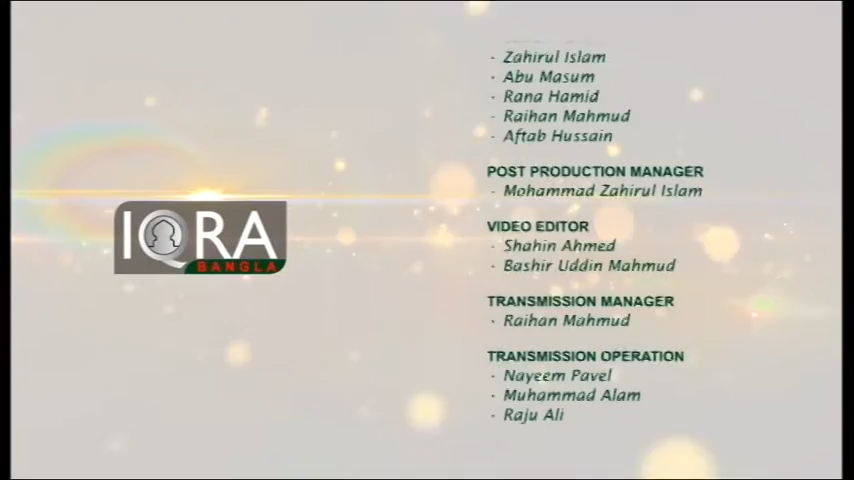 IQRA
BANGLA
- Zahirul Islam
- Abu Masum
- Rana Hamid
- Raihan Mahmud
- Aftab Hussain
POST PRODUCTION MANAGER
- Mohammad Zahirul Islam
VIDEO EDITOR
- Shahin Ahmed
- Bashir Uddin Mahmud
TRANSMISSION MANAGER
- Raihan Mahmud
TRANSMISSION OPERATION
- Nayeem Pavel
- Muhammad Alam
- Raju Ali